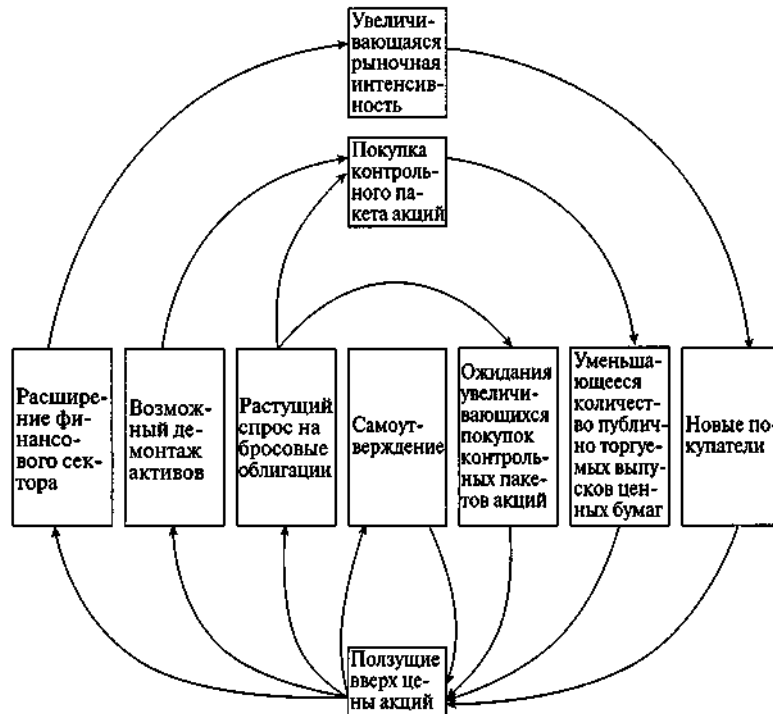 Увеличи-
вающаяся
рыночная
интенсив-
ность
Покупка
контроль-
ного па-
кета акций
Расшире-
ние фи-
нансо-
вого сек-
тора
Возмож-
ный де-
монтаж
активов
Растущий
спрос на
бросовые
облигации
Самоут-
верждение
Ожидания
увеличи-
вающихся
покупок
контроль-
ных паке-
тов акций
Уменьша-
ющееся
количест-
во публич-
но торгуе-
мых выпу-
сков цен-
ных бумаг
Новые по-
купатели
Ползущие
вверх це-
ны акций